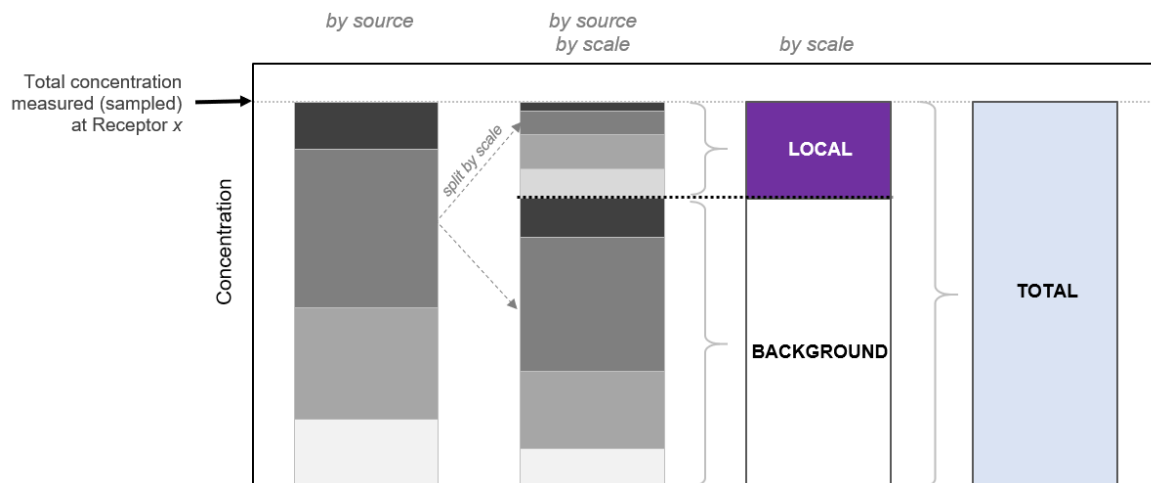 by source
by source
by scale
by scale
Total concentration
measured (sampled)
at Receptor x
split by scale
LOCAL
Concentration
TOTAL
BACKGROUND